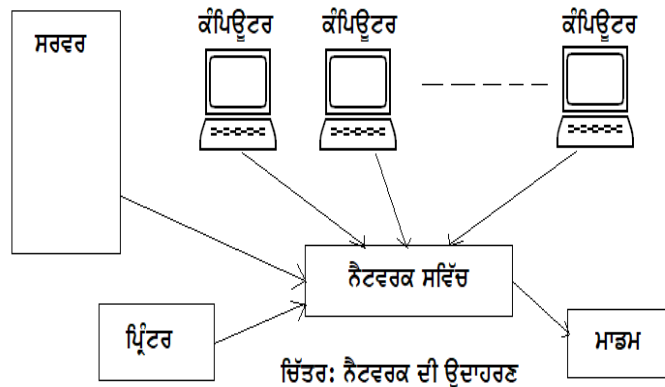 ਸਰਵਰ
ਕੰਪਿਊਟਰ
ਕੰਪਿਊਟਰ
ਕੰਪਿਊਟਰ
ਨੈਟਵਰਕ ਸਵਿੱਚ
ਪ੍ਰਿੰਟਰ
ਮਾਡਮ
ਚਿੱਤਰ: ਨੈਟਵਰਕ ਦੀ ਉਦਾਹਰਣ